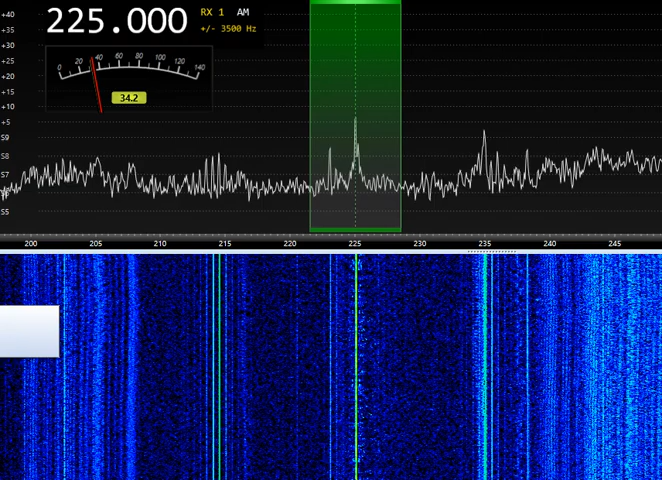 +40
225.000 RX 1 AM
+35
+/- 3500 Hz
+30
+25
0 20 40 60 80 100 120 140
+20
+15
34.2
+10
+5
S9
S8
S7
S6
S5
200 205 210 215 220 225 230 235 240 245